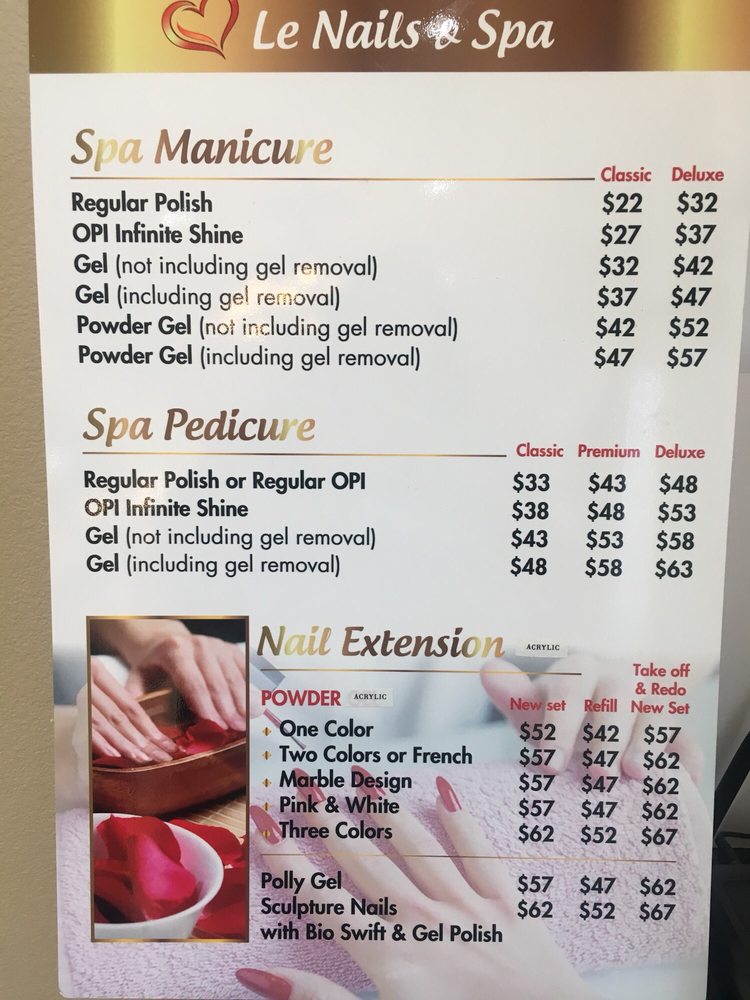 Le Nails & Spa
Spa Manicure
Classic Deluxe
Regular Polish $22 $32
OPI Infinite Shine $27 $37
Gel (not including gel removal) $32 $42
Gel (including gel removal) $37 $47
Powder Gel (not including gel removal) $42 $52
Powder Gel (including gel removal) $47 $57
Spa Pedicure
Classic Premium Deluxe
Regular Polish or Regular OPI $33 $43 $48
OPI Infinite Shine $38 $48 $53
Gel (not including gel removal) $43 $53 $58
Gel (including gel removal) $48 $58 $63
Nail Extension ACRYLIC
POWDER ACRYLIC
New set Refill Take off
& Redo
New Set
One Color $52 $42 $57
Two Colors or French $57 $47 $62
Marble Design $57 $47 $62
Pink & White $57 $47 $62
Three Colors $62 $52 $67
Polly Gel $57 $47 $62
Sculpture Nails $62 $52 $67
with Bio Swift & Gel Polish